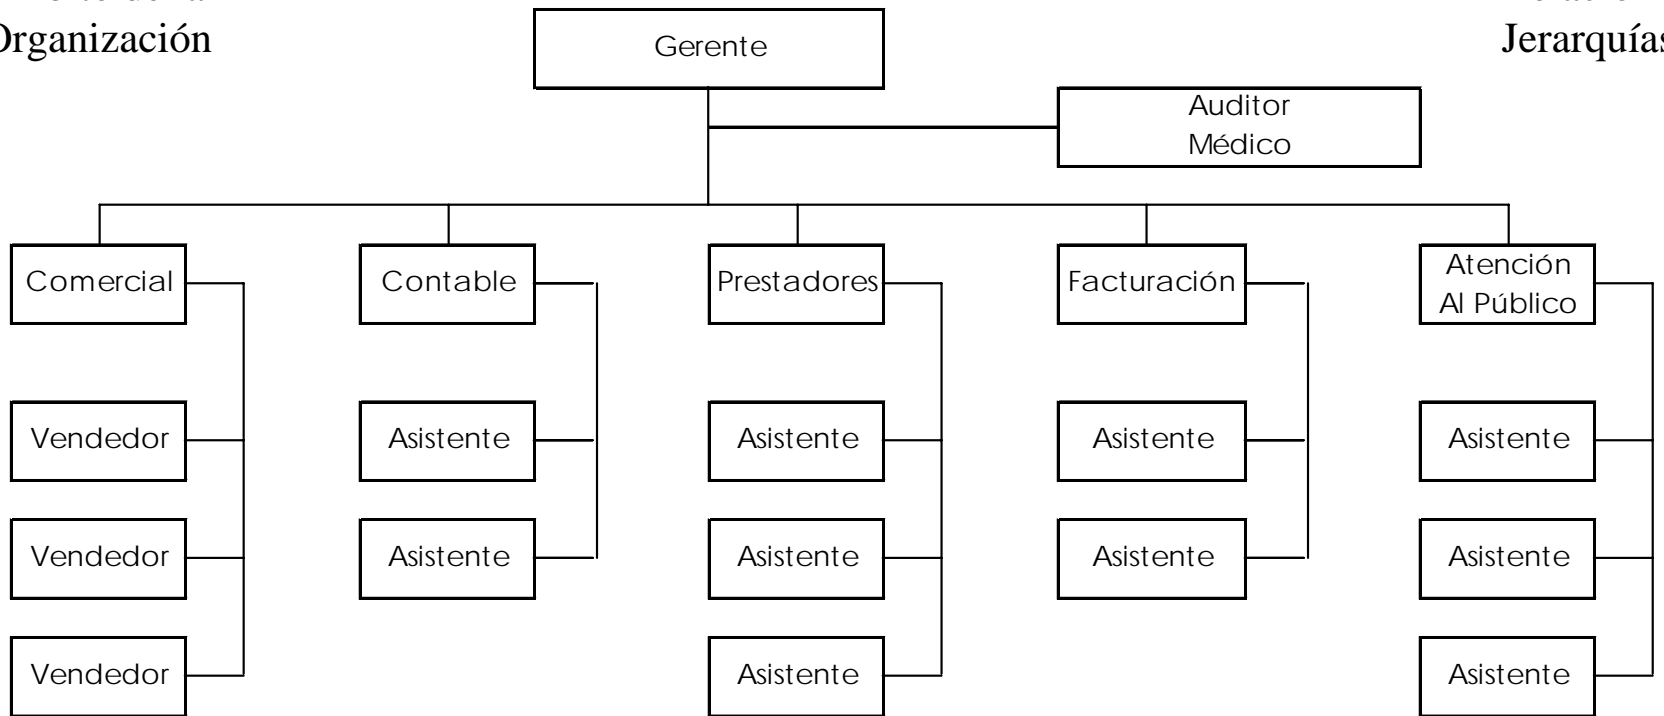 Organización
Jerarquías
Gerente
Auditor
Médico
Comercial
Contable
Prestadores
Facturación
Atención
Al Público
Vendedor
Asistente
Asistente
Asistente
Asistente
Vendedor
Asistente
Asistente
Asistente
Asistente
Vendedor
Asistente
Asistente